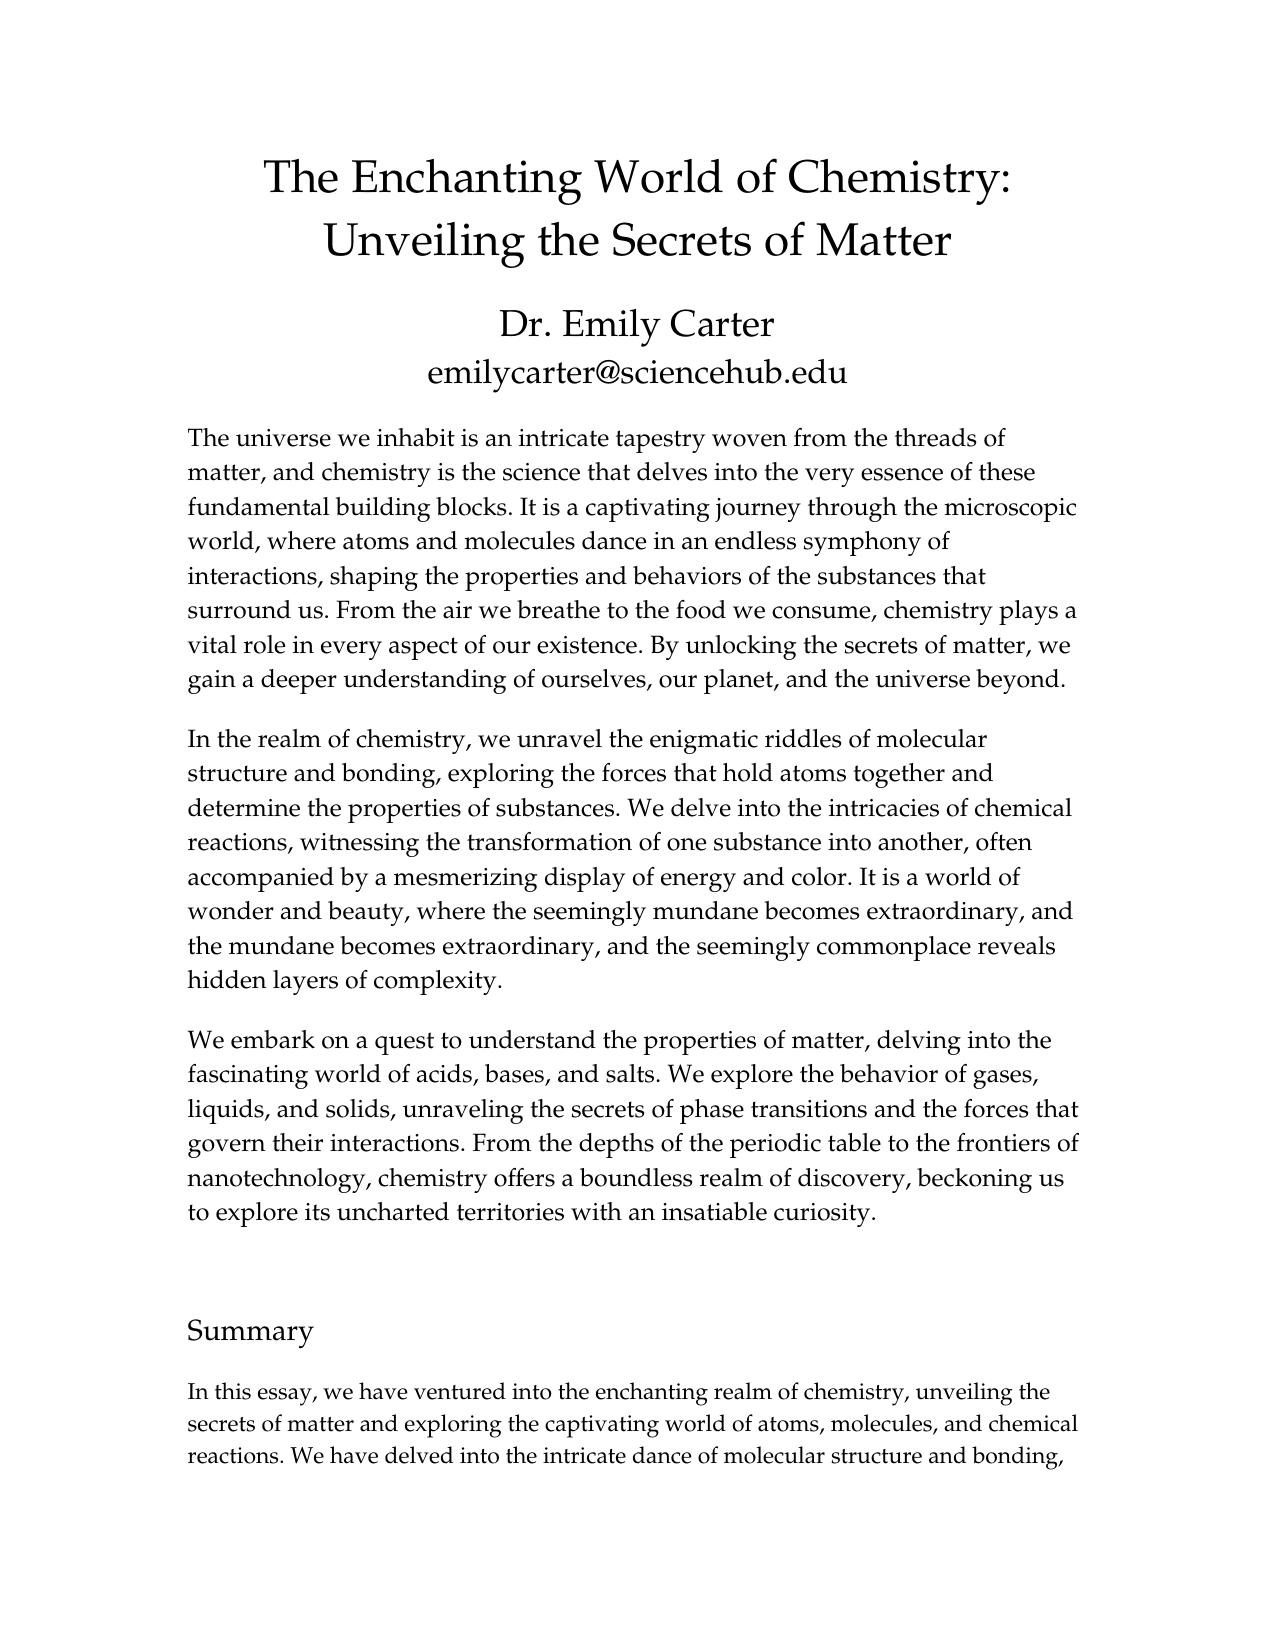 The Enchanting World of Chemistry:
Unveiling the Secrets of Matter
Dr. Emily Carter
emilycarter@sciencehub.edu
The universe we inhabit is an intricate tapestry woven from the threads of
matter, and chemistry is the science that delves into the very essence of these
fundamental building blocks. It is a captivating journey through the microscopic
world, where atoms and molecules dance in an endless symphony of
interactions, shaping the properties and behaviors of the substances that
surround us. From the air we breathe to the food we consume, chemistry plays a
vital role in every aspect of our existence. By unlocking the secrets of matter, we
gain a deeper understanding of ourselves, our planet, and the universe beyond.
In the realm of chemistry, we unravel the enigmatic riddles of molecular
structure and bonding, exploring the forces that hold atoms together and
determine the properties of substances. We delve into the intricacies of chemical
reactions, witnessing the transformation of one substance into another, often
accompanied by a mesmerizing display of energy and color. It is a world of
wonder and beauty, where the seemingly mundane becomes extraordinary, and
the mundane becomes extraordinary, and the seemingly commonplace reveals
hidden layers of complexity.
We embark on a quest to understand the properties of matter, delving into the
fascinating world of acids, bases, and salts. We explore the behavior of gases,
liquids, and solids, unraveling the secrets of phase transitions and the forces that
govern their interactions. From the depths of the periodic table to the frontiers of
nanotechnology, chemistry offers a boundless realm of discovery, beckoning us
to explore its uncharted territories with an insatiable curiosity.
Summary
In this essay, we have ventured into the enchanting realm of chemistry, unveiling the
secrets of matter and exploring the captivating world of atoms, molecules, and chemical
reactions. We have delved into the intricate dance of molecular structure and bonding,